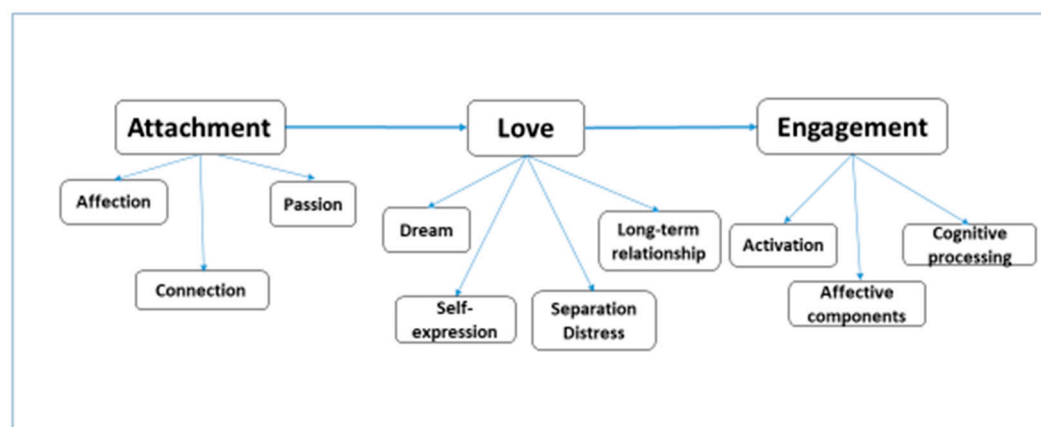 Attachment
Love
Engagement
Affection
Passion
Connection
Dream
Long-term
relationship
Self-
expression
Separation
Distress
Activation
Cognitive
processing
Affective
components